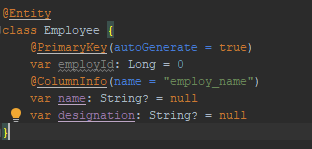 @Entity
class Employee {
@PrimaryKey(autoGenerate = true)
var employId: Long = 0
@ColumnInfo(name = "employ_name")
var name: String? = null
var designation: String? = null
}